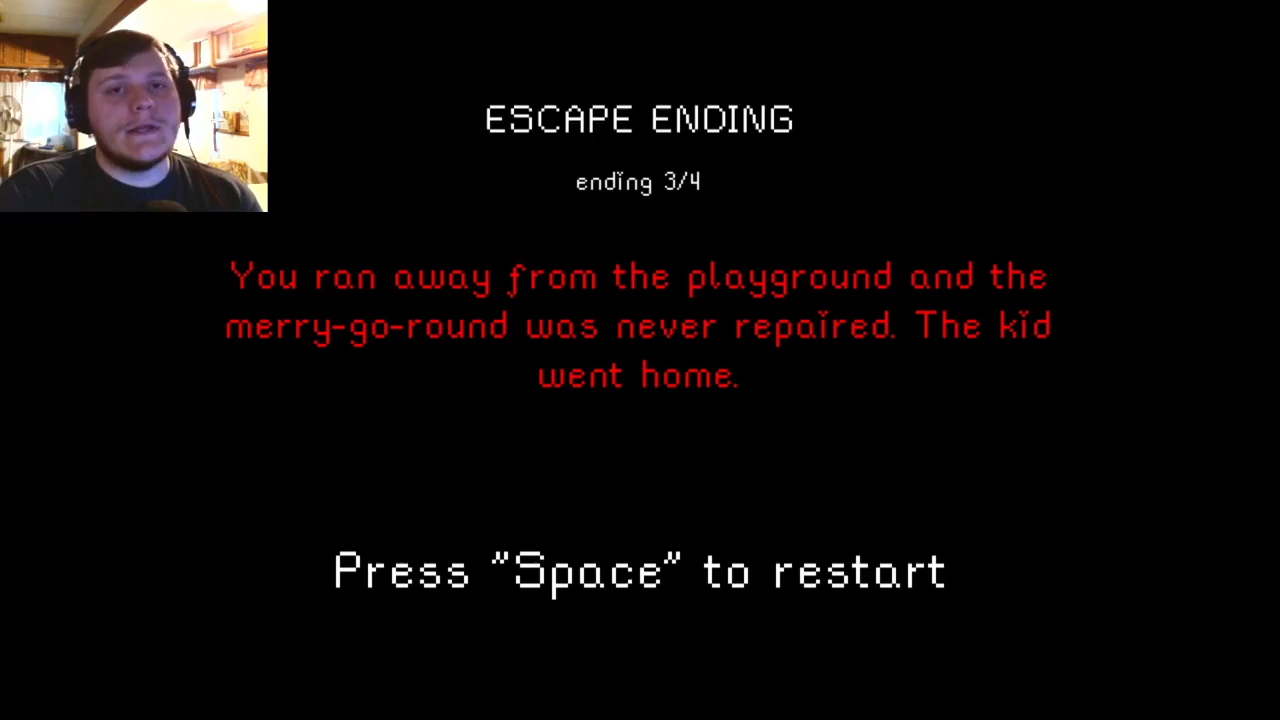 ESCAPE ENDING
ending 3/4
You ran away from the playground and the
merry-go-round was never repaired. The kid
went home.
Press "Space" to restart